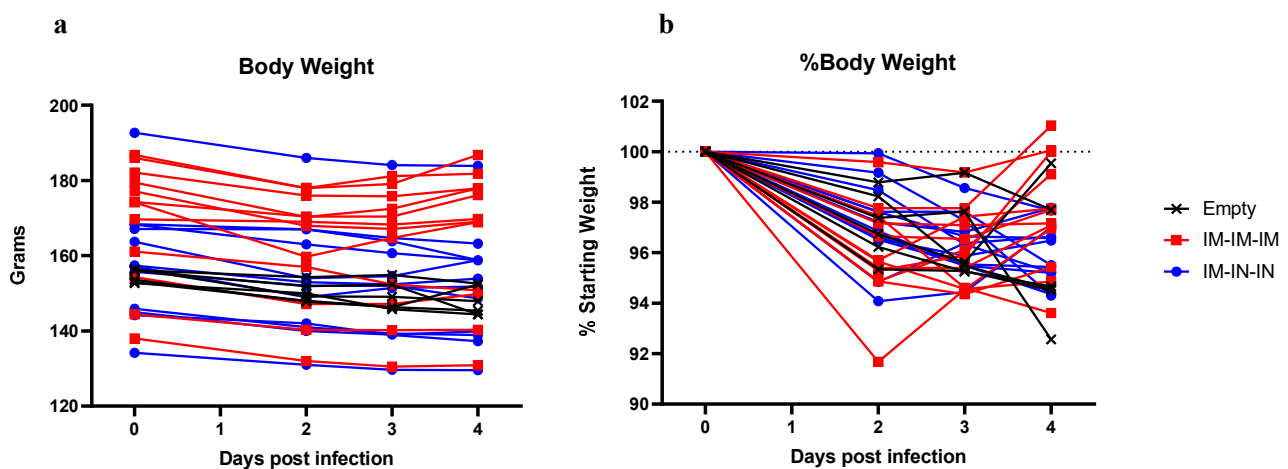 a
Body Weight
Grams
200
180
160
140
120
0 1 2 3 4
Days post infection
b
%Body Weight
% Starting Weight
102
100
98
96
94
92
90
0 1 2 3 4
Days post infection
Empty
IM-IM-IM
IM-IN-IN